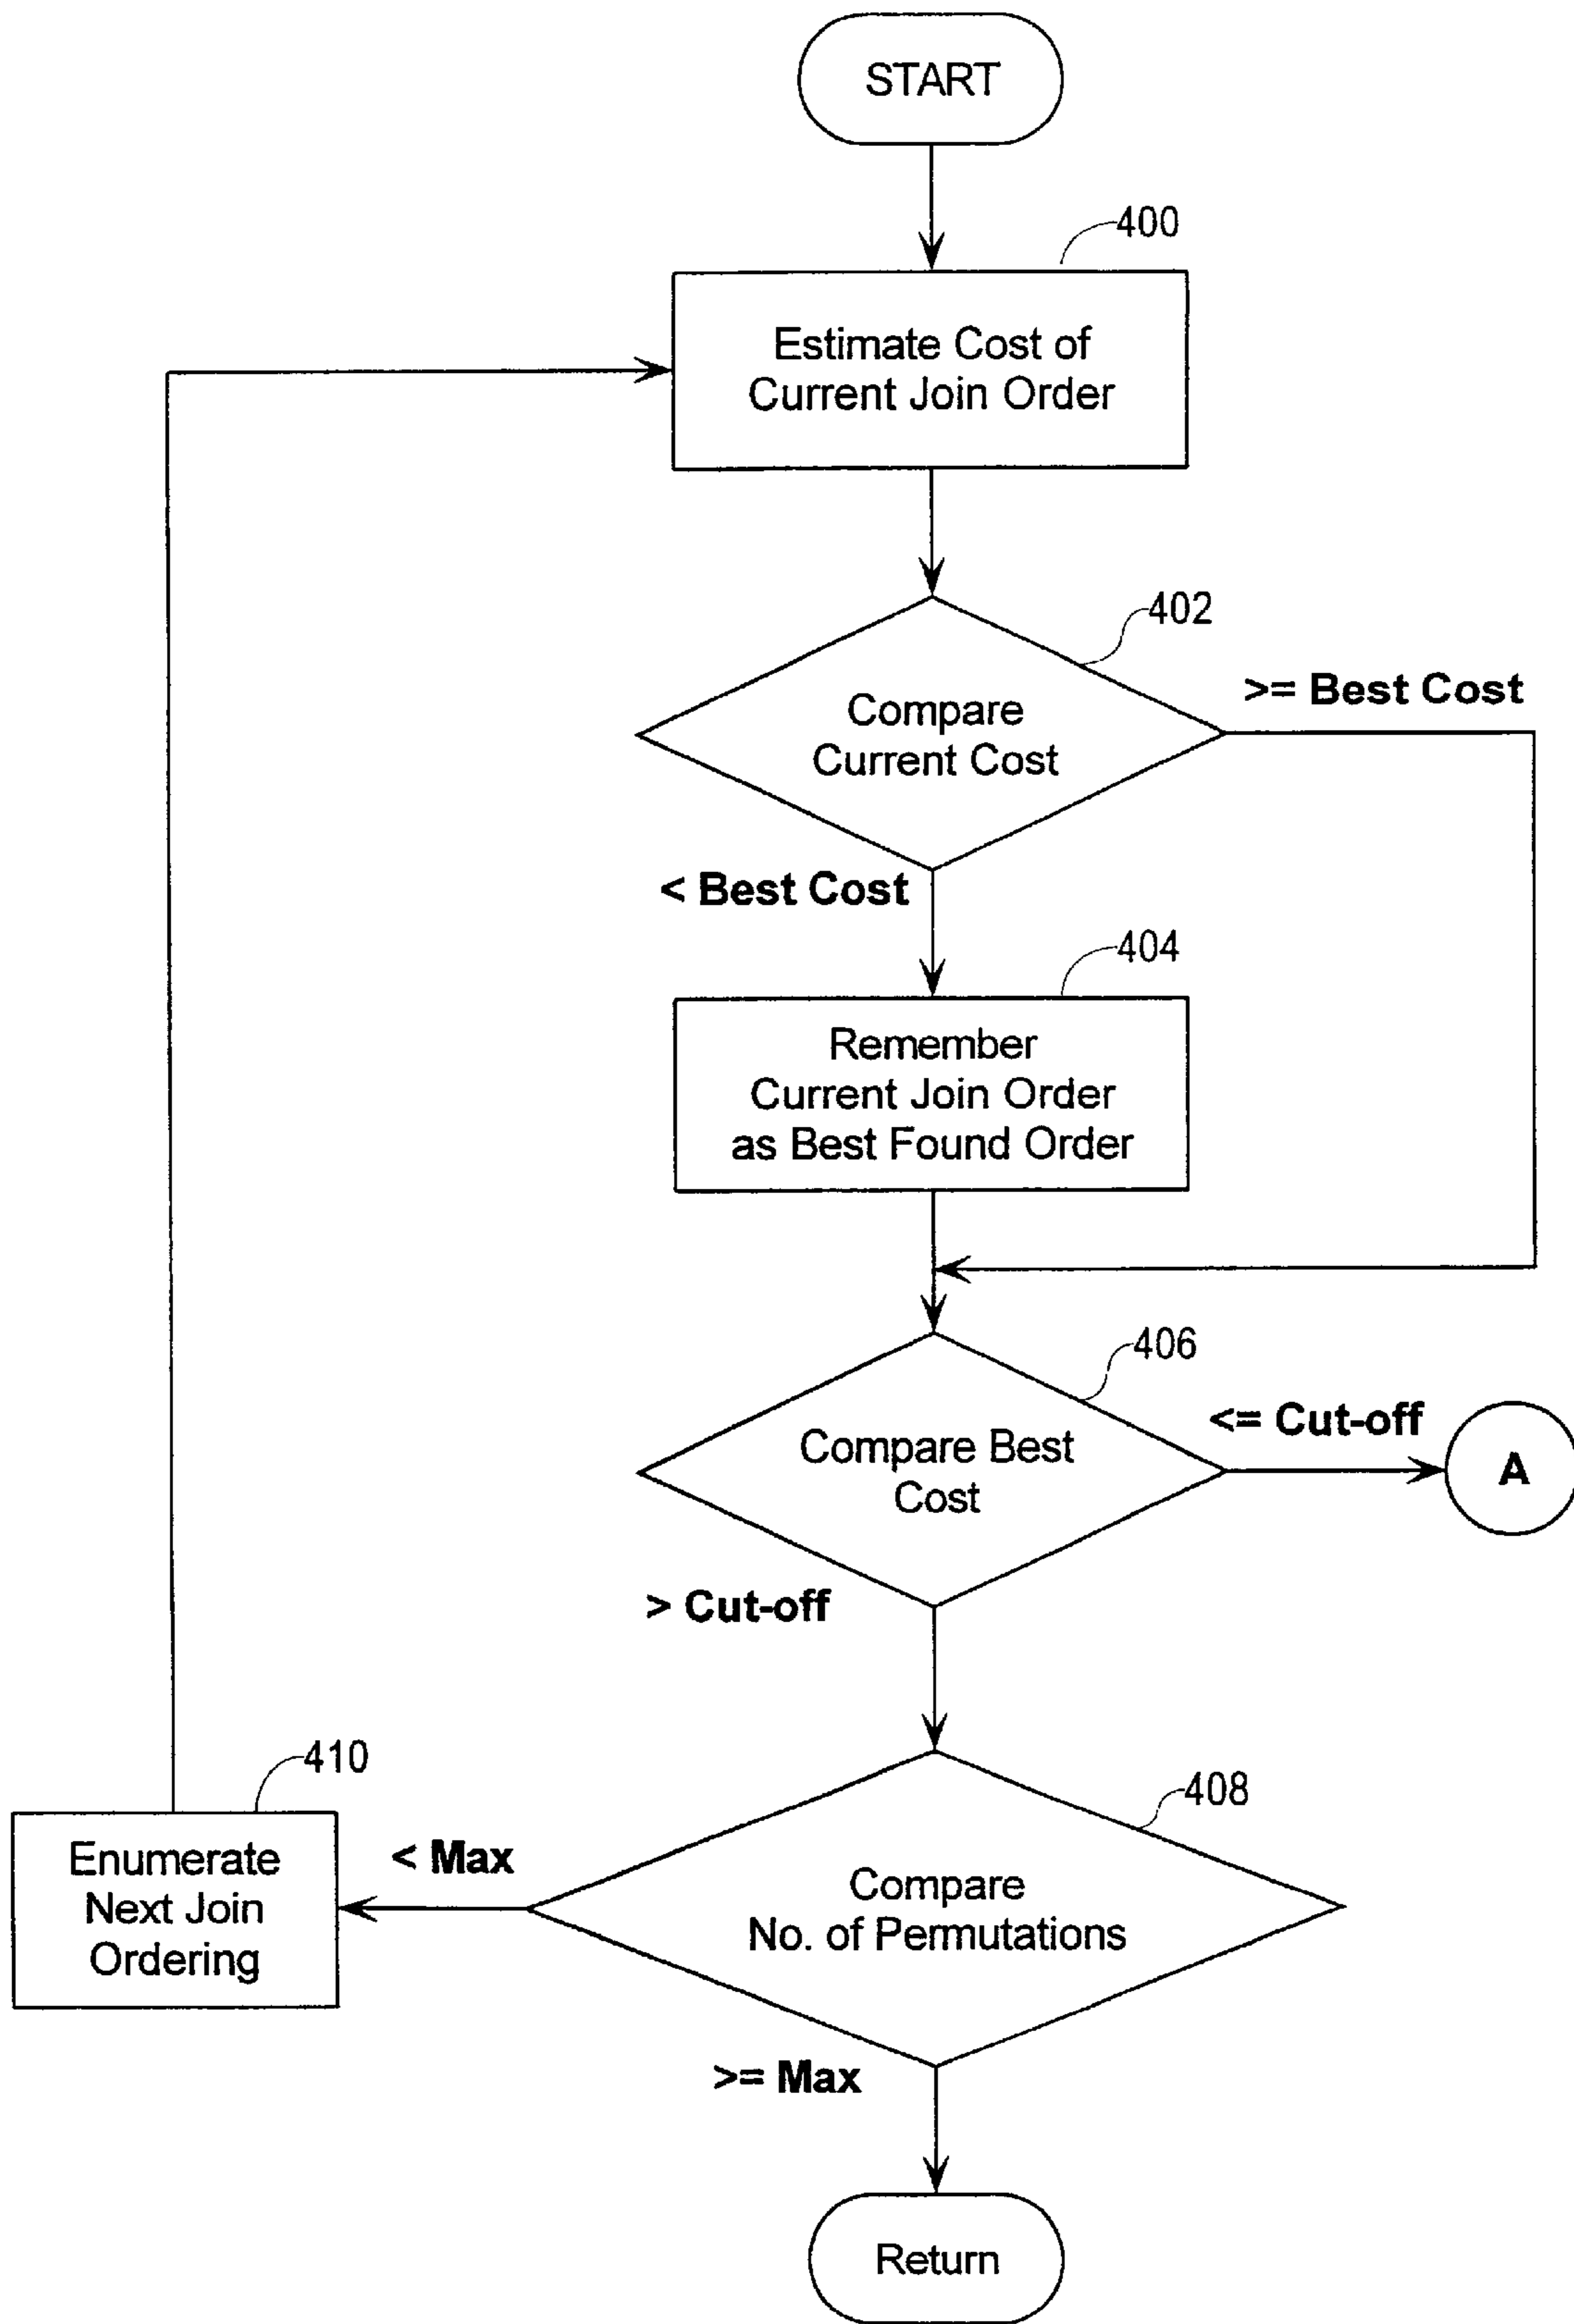 START
400
Estimate Cost of
Current Join Order
402
>= Best Cost
Compare
Current Cost
< Best Cost
404
Remember
Current Join Order
as Best Found Order
406
<= Cut-off
Compare Best
Cost
A
> Cut-off
410
408
Enumerate
Next Join
Ordering
< Max
Compare
No. of Permutations
>= Max
Return